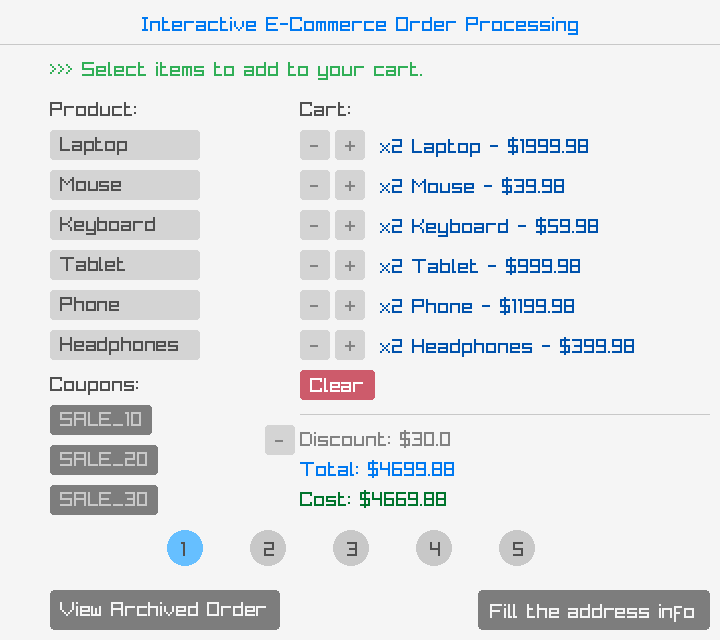 Interactive E-Commerce Order Processing
>>> Select items to add to your cart.
Product:
Cart:
Laptop
- + x2 Laptop - $1999.98
Mouse
- + x2 Mouse - $39.98
Keyboard
- + x2 Keyboard - $59.98
Tablet
- + x2 Tablet - $999.98
Phone
- + x2 Phone - $1199.98
Headphones
- + x2 Headphones - $399.98
Coupons:
Clear
SALE_10
- Discount: $30.0
SALE_20
Total: $4699.88
SALE_30
Cost: $4669.88
1 2 3 4 5
View Archived Order
Fill the address info